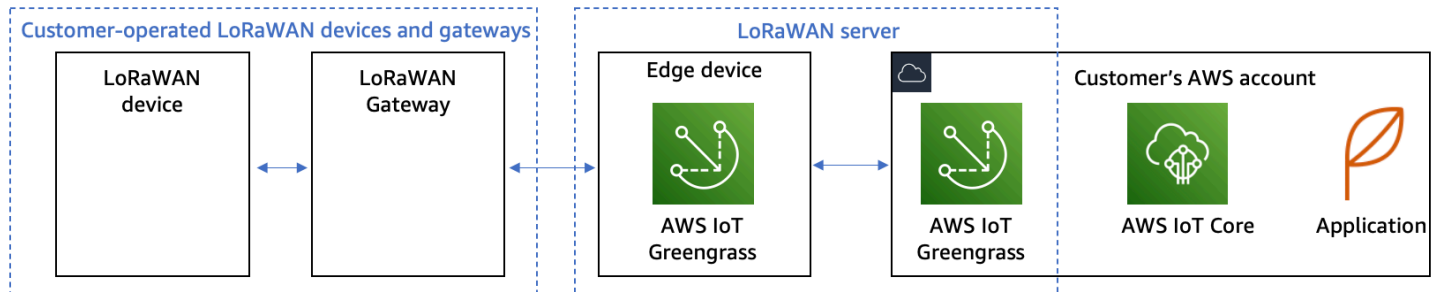 Customer-operated LoRaWAN devices and gateways
LoRaWAN
device
LoRaWAN
Gateway
LoRaWAN server
Edge device
AWS IoT
Greengrass
Customer’s AWS account
AWS IoT
Greengrass
AWS IoT Core
Application